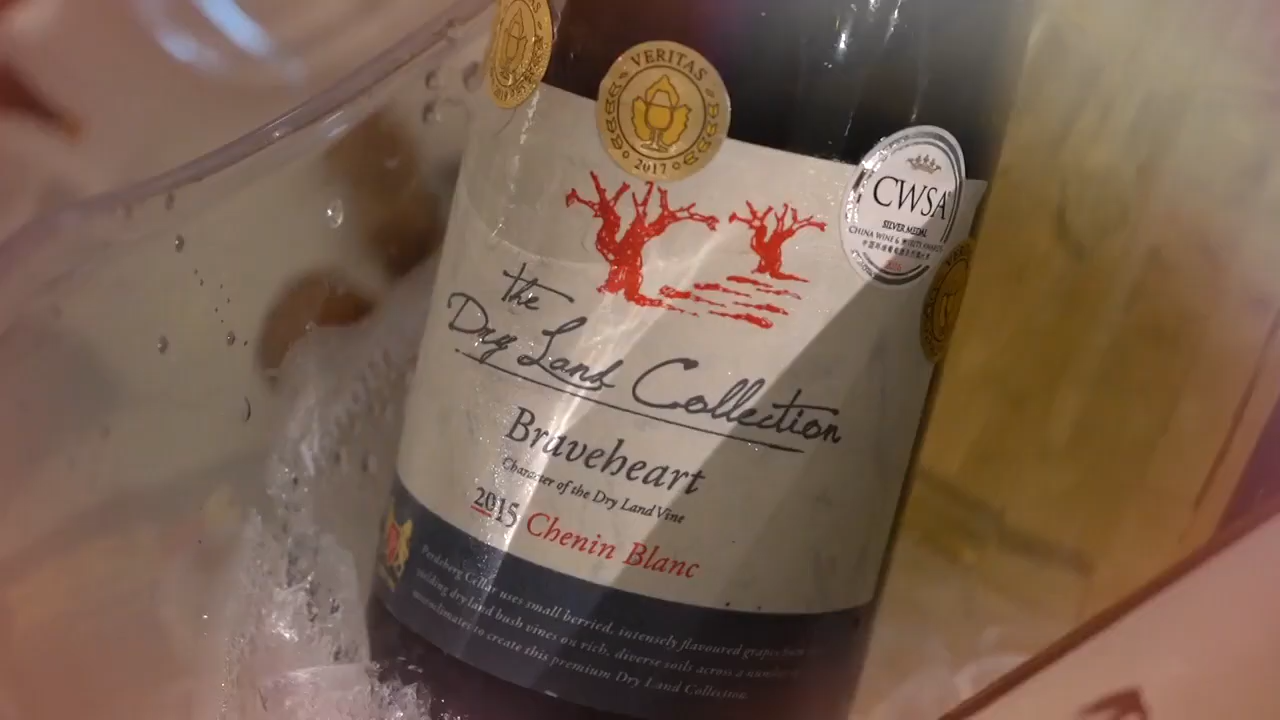 VERITAS
2017
CWSA
SILVER MEDAL
CHINA WINE & SPIRITS AWARDS
the
Dry Land Collection
Braveheart
Character of the Dry Land Vine
2015 Chenin Blanc
Perdeberg Cellar uses small berried, intensely flavoured grapes from
yielding dry land bush vines on rich, diverse soils across a number of
to create this premium Dry Land Collection.